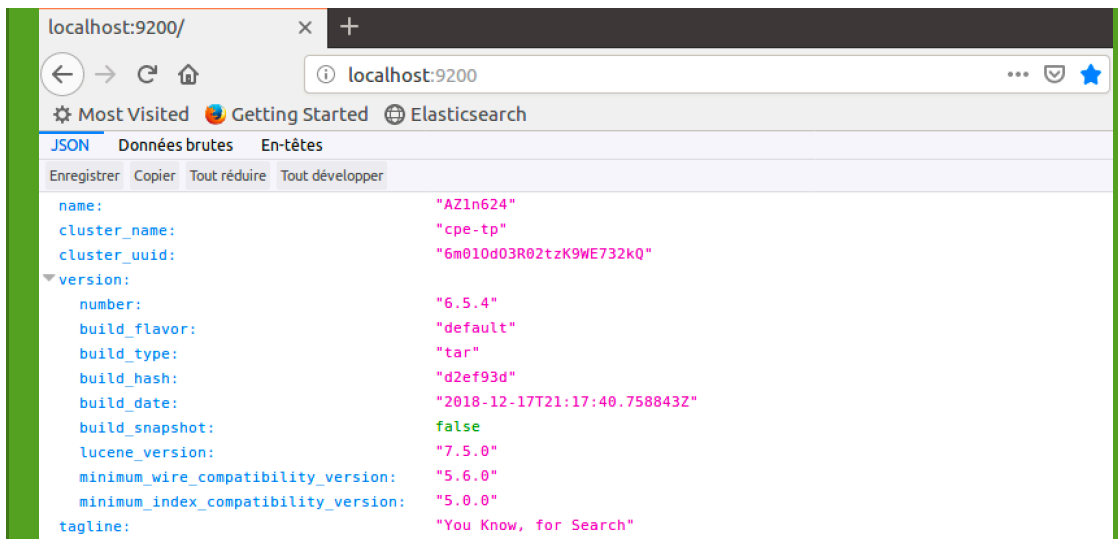 localhost:9200/
localhost:9200
Most Visited Getting Started Elasticsearch
JSON Données brutes En-têtes
Enregistrer Copier Tout réduire Tout développer
name: "AZ1n624"
cluster_name: "cpe-tp"
cluster_uuid: "6m01OdO3R02tzK9WE732kQ"
version:
number: "6.5.4"
build_flavor: "default"
build_type: "tar"
build_hash: "d2ef93d"
build_date: "2018-12-17T21:17:40.758843Z"
build_snapshot: false
lucene_version: "7.5.0"
minimum_wire_compatibility_version: "5.6.0"
minimum_index_compatibility_version: "5.0.0"
tagline: "You Know, for Search"